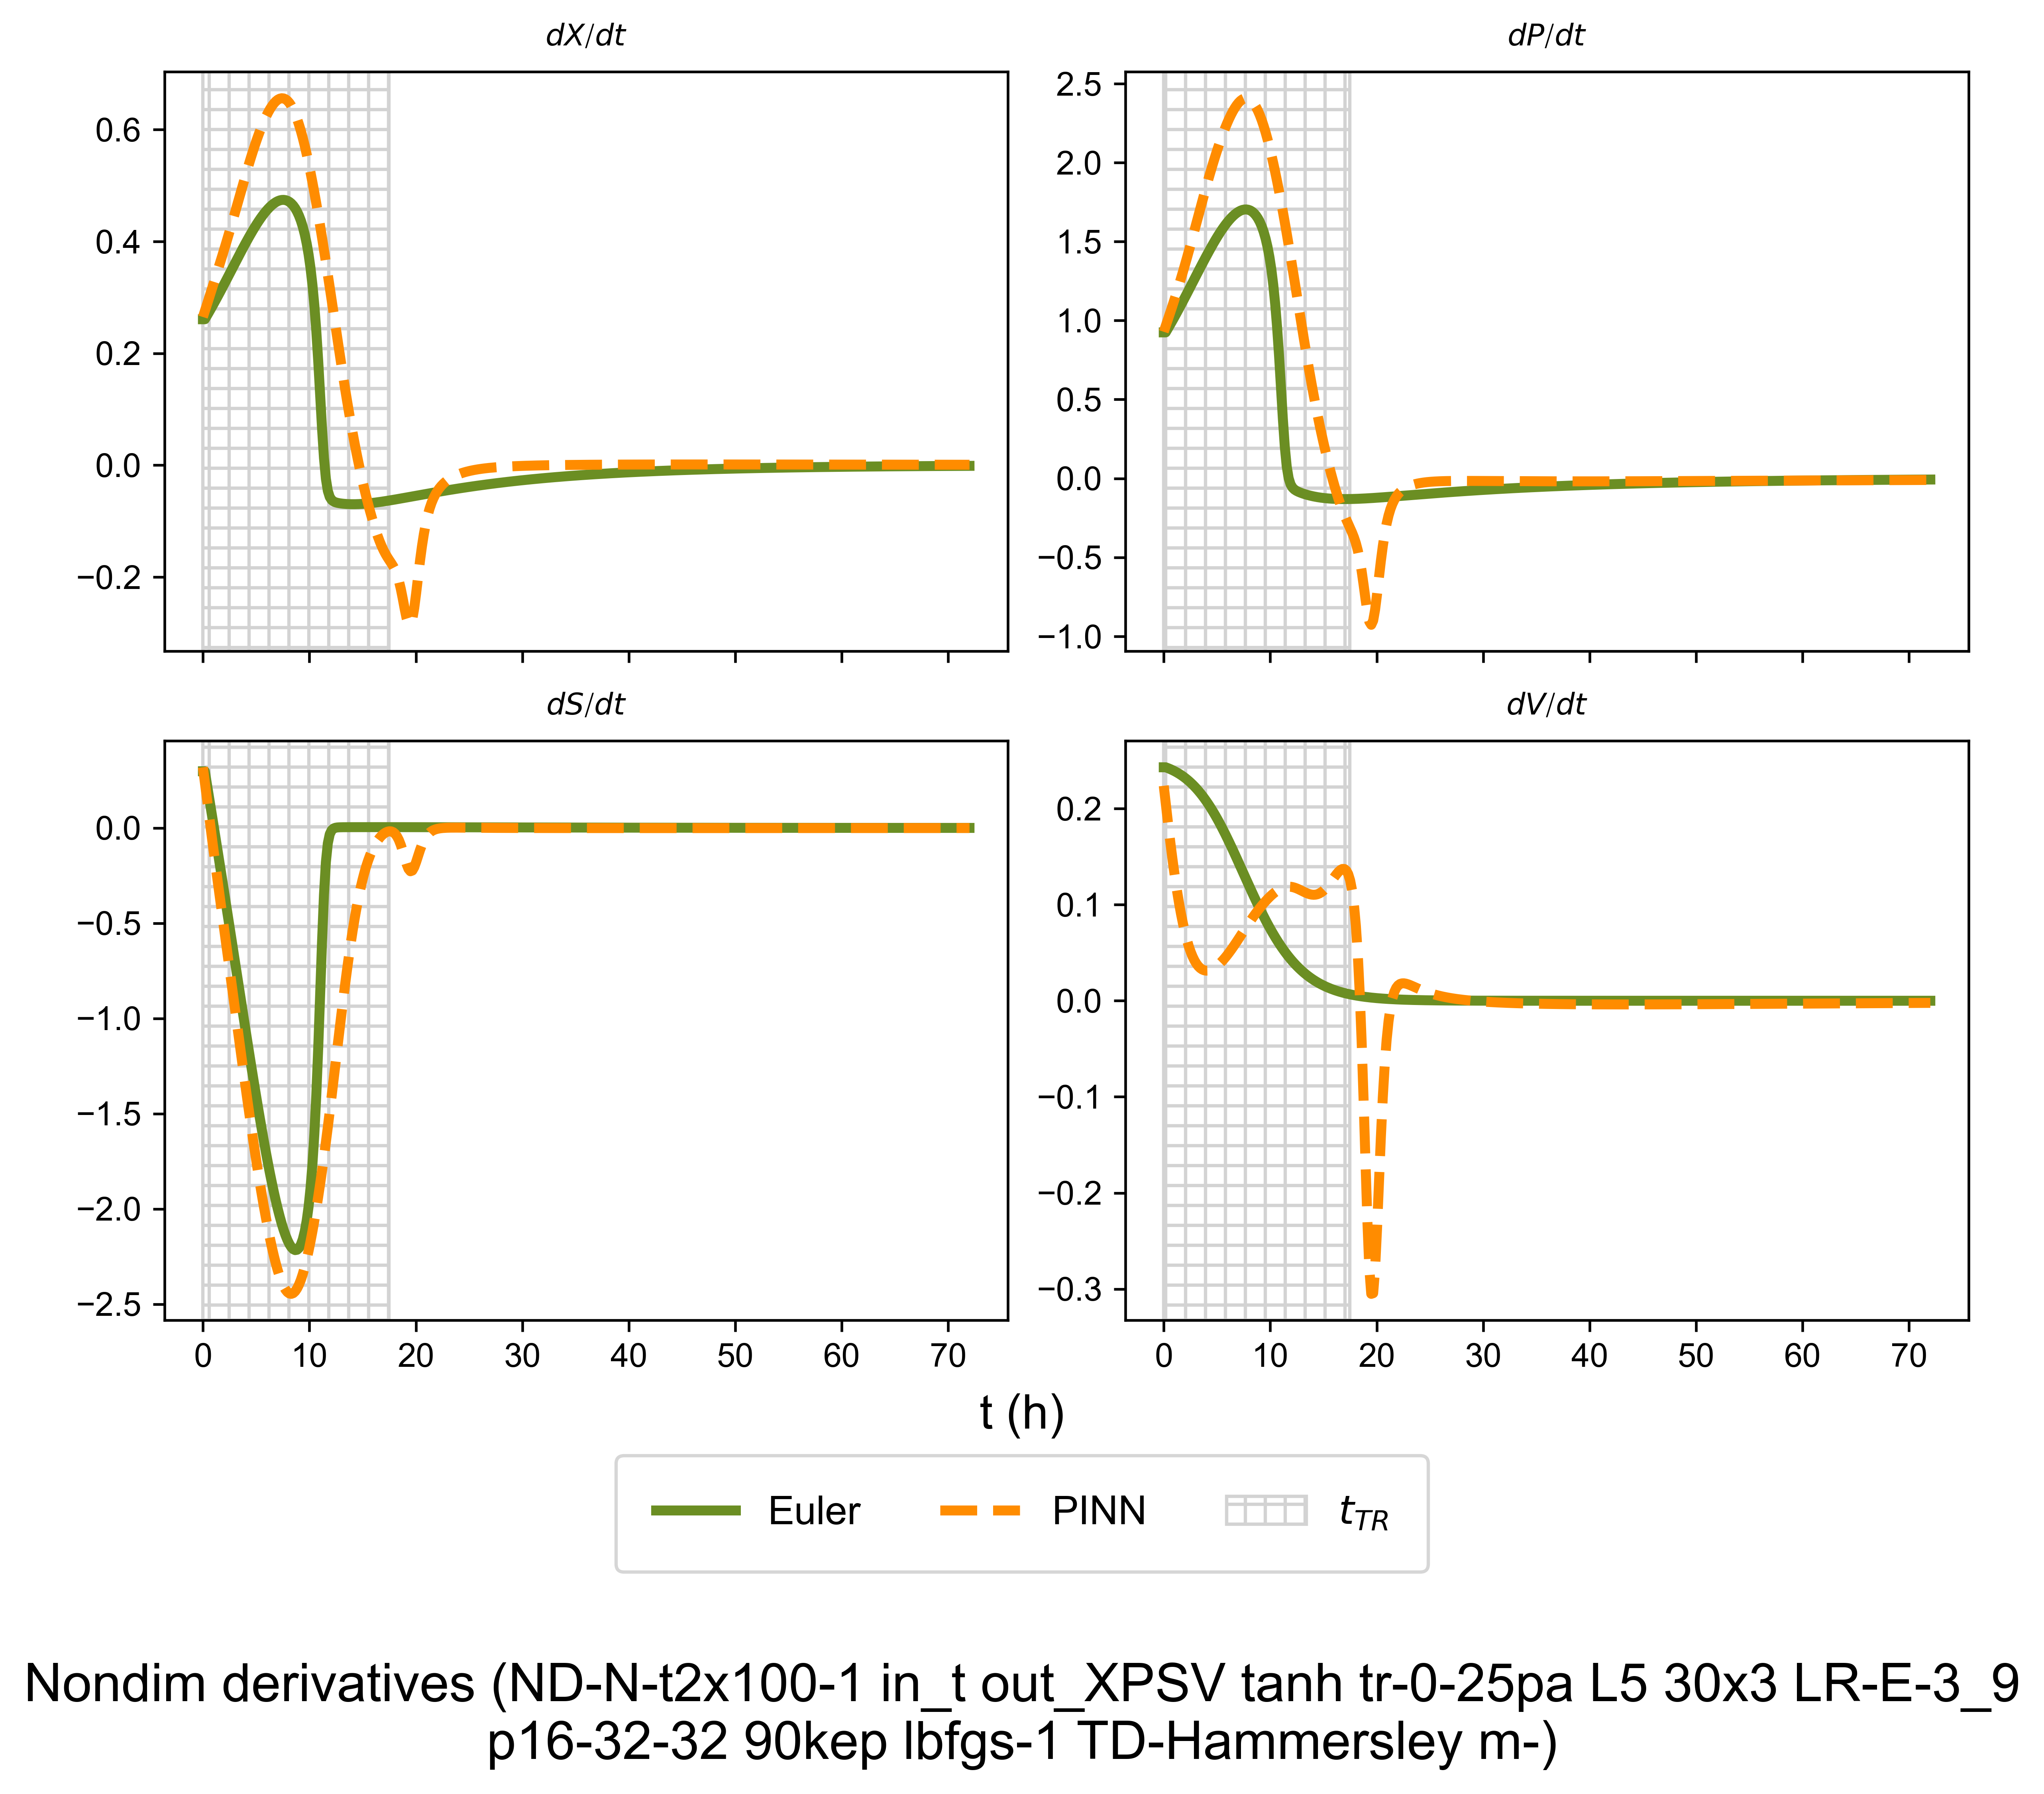 dX/dt
dP/dt
0.6
0.4
0.2
0.0
−0.2
2.5
2.0
1.5
1.0
0.5
0.0
−0.5
−1.0
dS/dt
dV/dt
0.0
−0.5
−1.0
−1.5
−2.0
−2.5
0 10 20 30 40 50 60 70
0.2
0.1
0.0
−0.1
−0.2
−0.3
0 10 20 30 40 50 60 70
t (h)
Euler PINN t_TR
Nondim derivatives (ND-N-t2x100-1 in_t out_XPSV tanh tr-0-25pa L5 30x3 LR-E-3_9
p16-32-32 90kep lbfgs-1 TD-Hammersley m-)